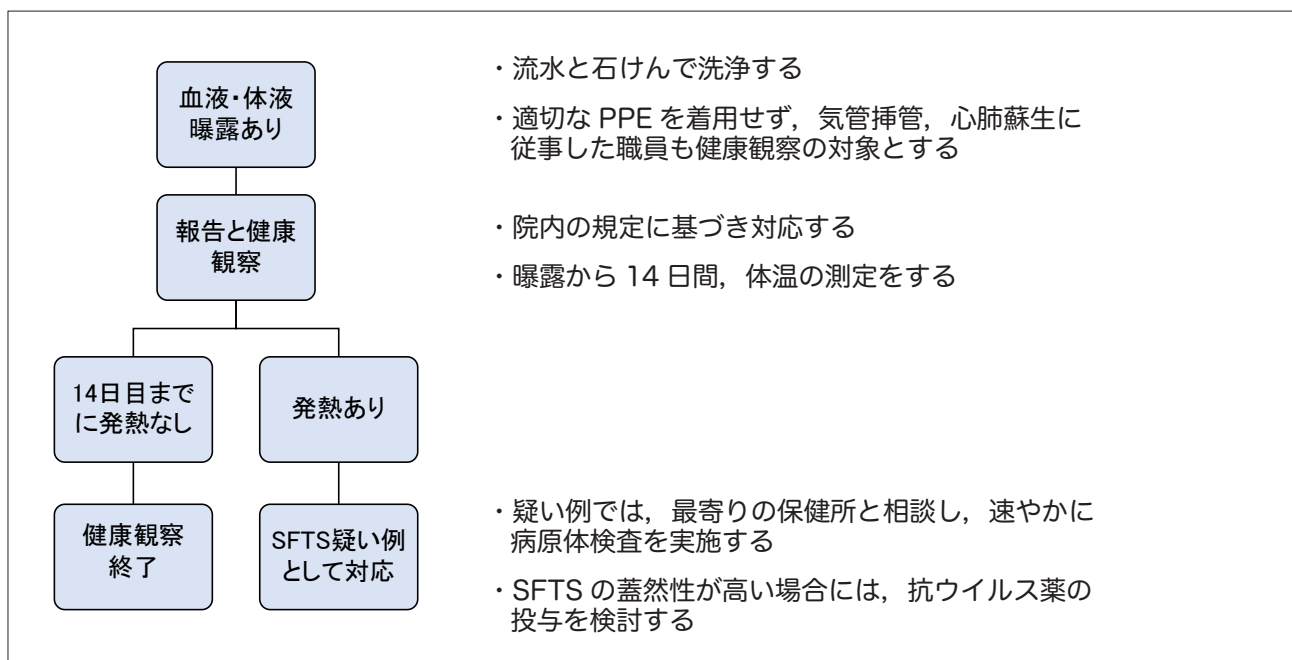 血液・体液
曝露あり
・流水と石けんで洗浄する
・適切な PPE を着用せず，気管挿管，心肺蘇生に
従事した職員も健康観察の対象とする
報告と健康
観察
・院内の規定に基づき対応する
・曝露から 14 日間，体温の測定をする
14日目まで
に発熱なし
発熱あり
健康観察
終了
SFTS疑い例
として対応
・疑い例では，最寄りの保健所と相談し，速やかに
病原体検査を実施する
・SFTS の蓋然性が高い場合には，抗ウイルス薬の
投与を検討する